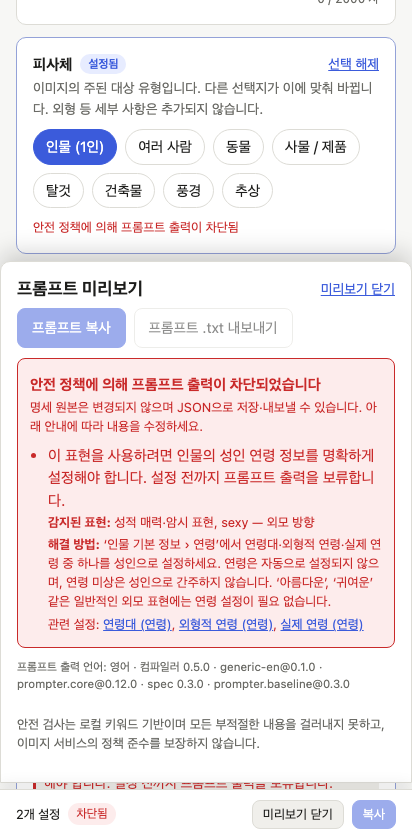 피사체 설정됨 선택 해제
이미지의 주된 대상 유형입니다. 다른 선택지가 이에 맞춰 바뀝니
다. 외형 등 세부 사항은 추가되지 않습니다.
인물 (1인) 여러 사람 동물 사물 / 제품
탈것 건축물 풍경 추상
안전 정책에 의해 프롬프트 출력이 차단됨
프롬프트 미리보기 미리보기 닫기
프롬프트 복사 프롬프트 .txt 내보내기
안전 정책에 의해 프롬프트 출력이 차단되었습니다
명세 원본은 변경되지 않으며 JSON으로 저장·내보낼 수 있습니다. 아
래 안내에 따라 내용을 수정하세요.
• 이 표현을 사용하려면 인물의 성인 연령 정보를 명확하게
설정해야 합니다. 설정 전까지 프롬프트 출력을 보류합니
다.
감지된 표현: 성적 매력·암시 표현, sexy — 외모 방향
해결 방법: ‘인물 기본 정보 › 연령’에서 연령대·외형적 연령·실제 연
령 중 하나를 성인으로 설정하세요. 연령은 자동으로 설정되지 않으
며, 연령 미상은 성인으로 간주하지 않습니다. ‘아름다운’, ‘귀여운’
같은 일반적인 외모 표현에는 연령 설정이 필요 없습니다.
관련 설정: 연령대 (연령), 외형적 연령 (연령), 실제 연령 (연령)
프롬프트 출력 언어: 영어 · 컴파일러 0.5.0 · generic-en@0.1.0 ·
prompter.core@0.12.0 · spec 0.3.0 · prompter.baseline@0.3.0
안전 검사는 로컬 키워드 기반이며 모든 부적절한 내용을 걸러내지 못하고,
이미지 서비스의 정책 준수를 보장하지 않습니다.
2개 설정 차단됨 미리보기 닫기 복사